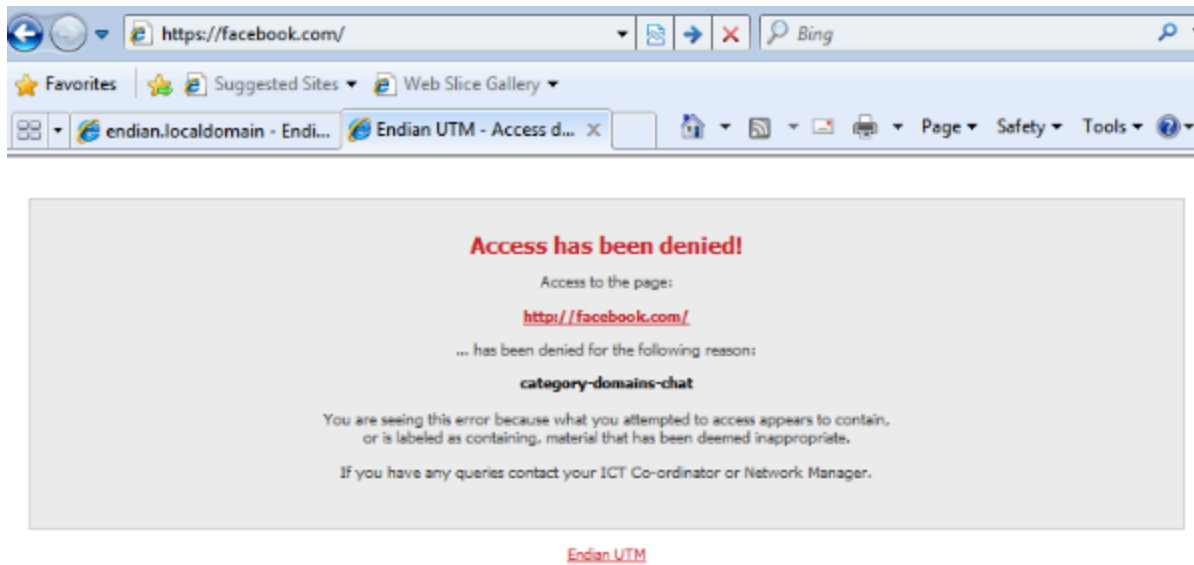 https://facebook.com/
Bing
Favorites Suggested Sites Web Slice Gallery
endian.localdomain - Endi... Endian UTM - Access d... Page Safety Tools
Access has been denied!
Access to the page:
http://facebook.com/
... has been denied for the following reason:
category-domains-chat
You are seeing this error because what you attempted to access appears to contain,
or is labeled as containing, material that has been deemed inappropriate.
If you have any queries contact your ICT Co-ordinator or Network Manager.
Endian UTM